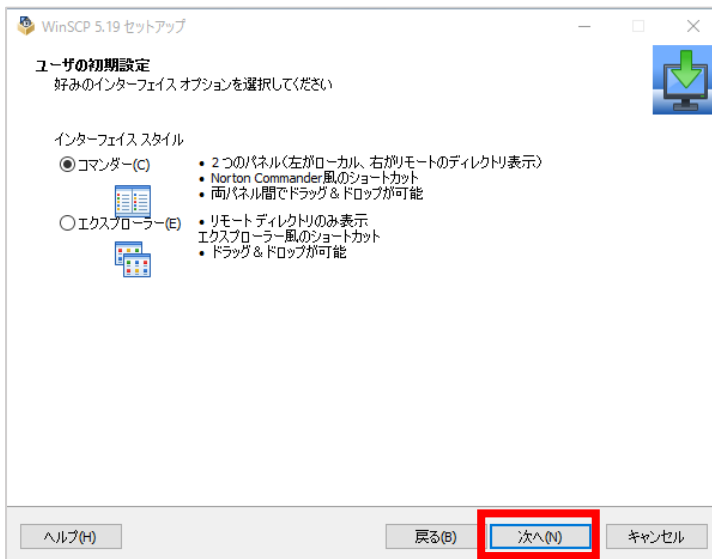 WinSCP 5.19 セットアップ
ユーザの初期設定
好みのインターフェイス オプションを選択してください
インターフェイス スタイル
コマンダー(C)
• 2つのパネル(左がローカル、右がリモートのディレクトリ表示)
• Norton Commander風のショートカット
• 両パネル間でドラッグ & ドロップが可能
エクスプローラー(E)
• リモート ディレクトリのみ表示
エクスプローラー風のショートカット
• ドラッグ & ドロップが可能
ヘルプ(H)
戻る(B)
次へ(N)
キャンセル